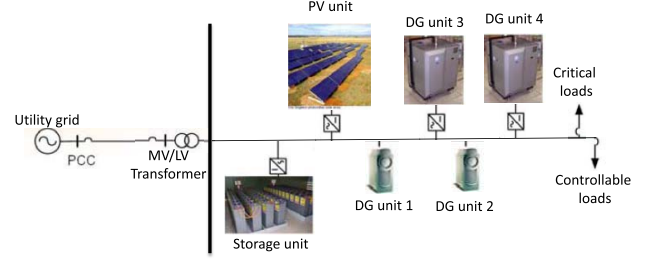 PV unit
DG unit 3
DG unit 4
Critical
loads
Utility grid
PCC
MV/LV
Transformer
Controllable
loads
DG unit 1
DG unit 2
Storage unit